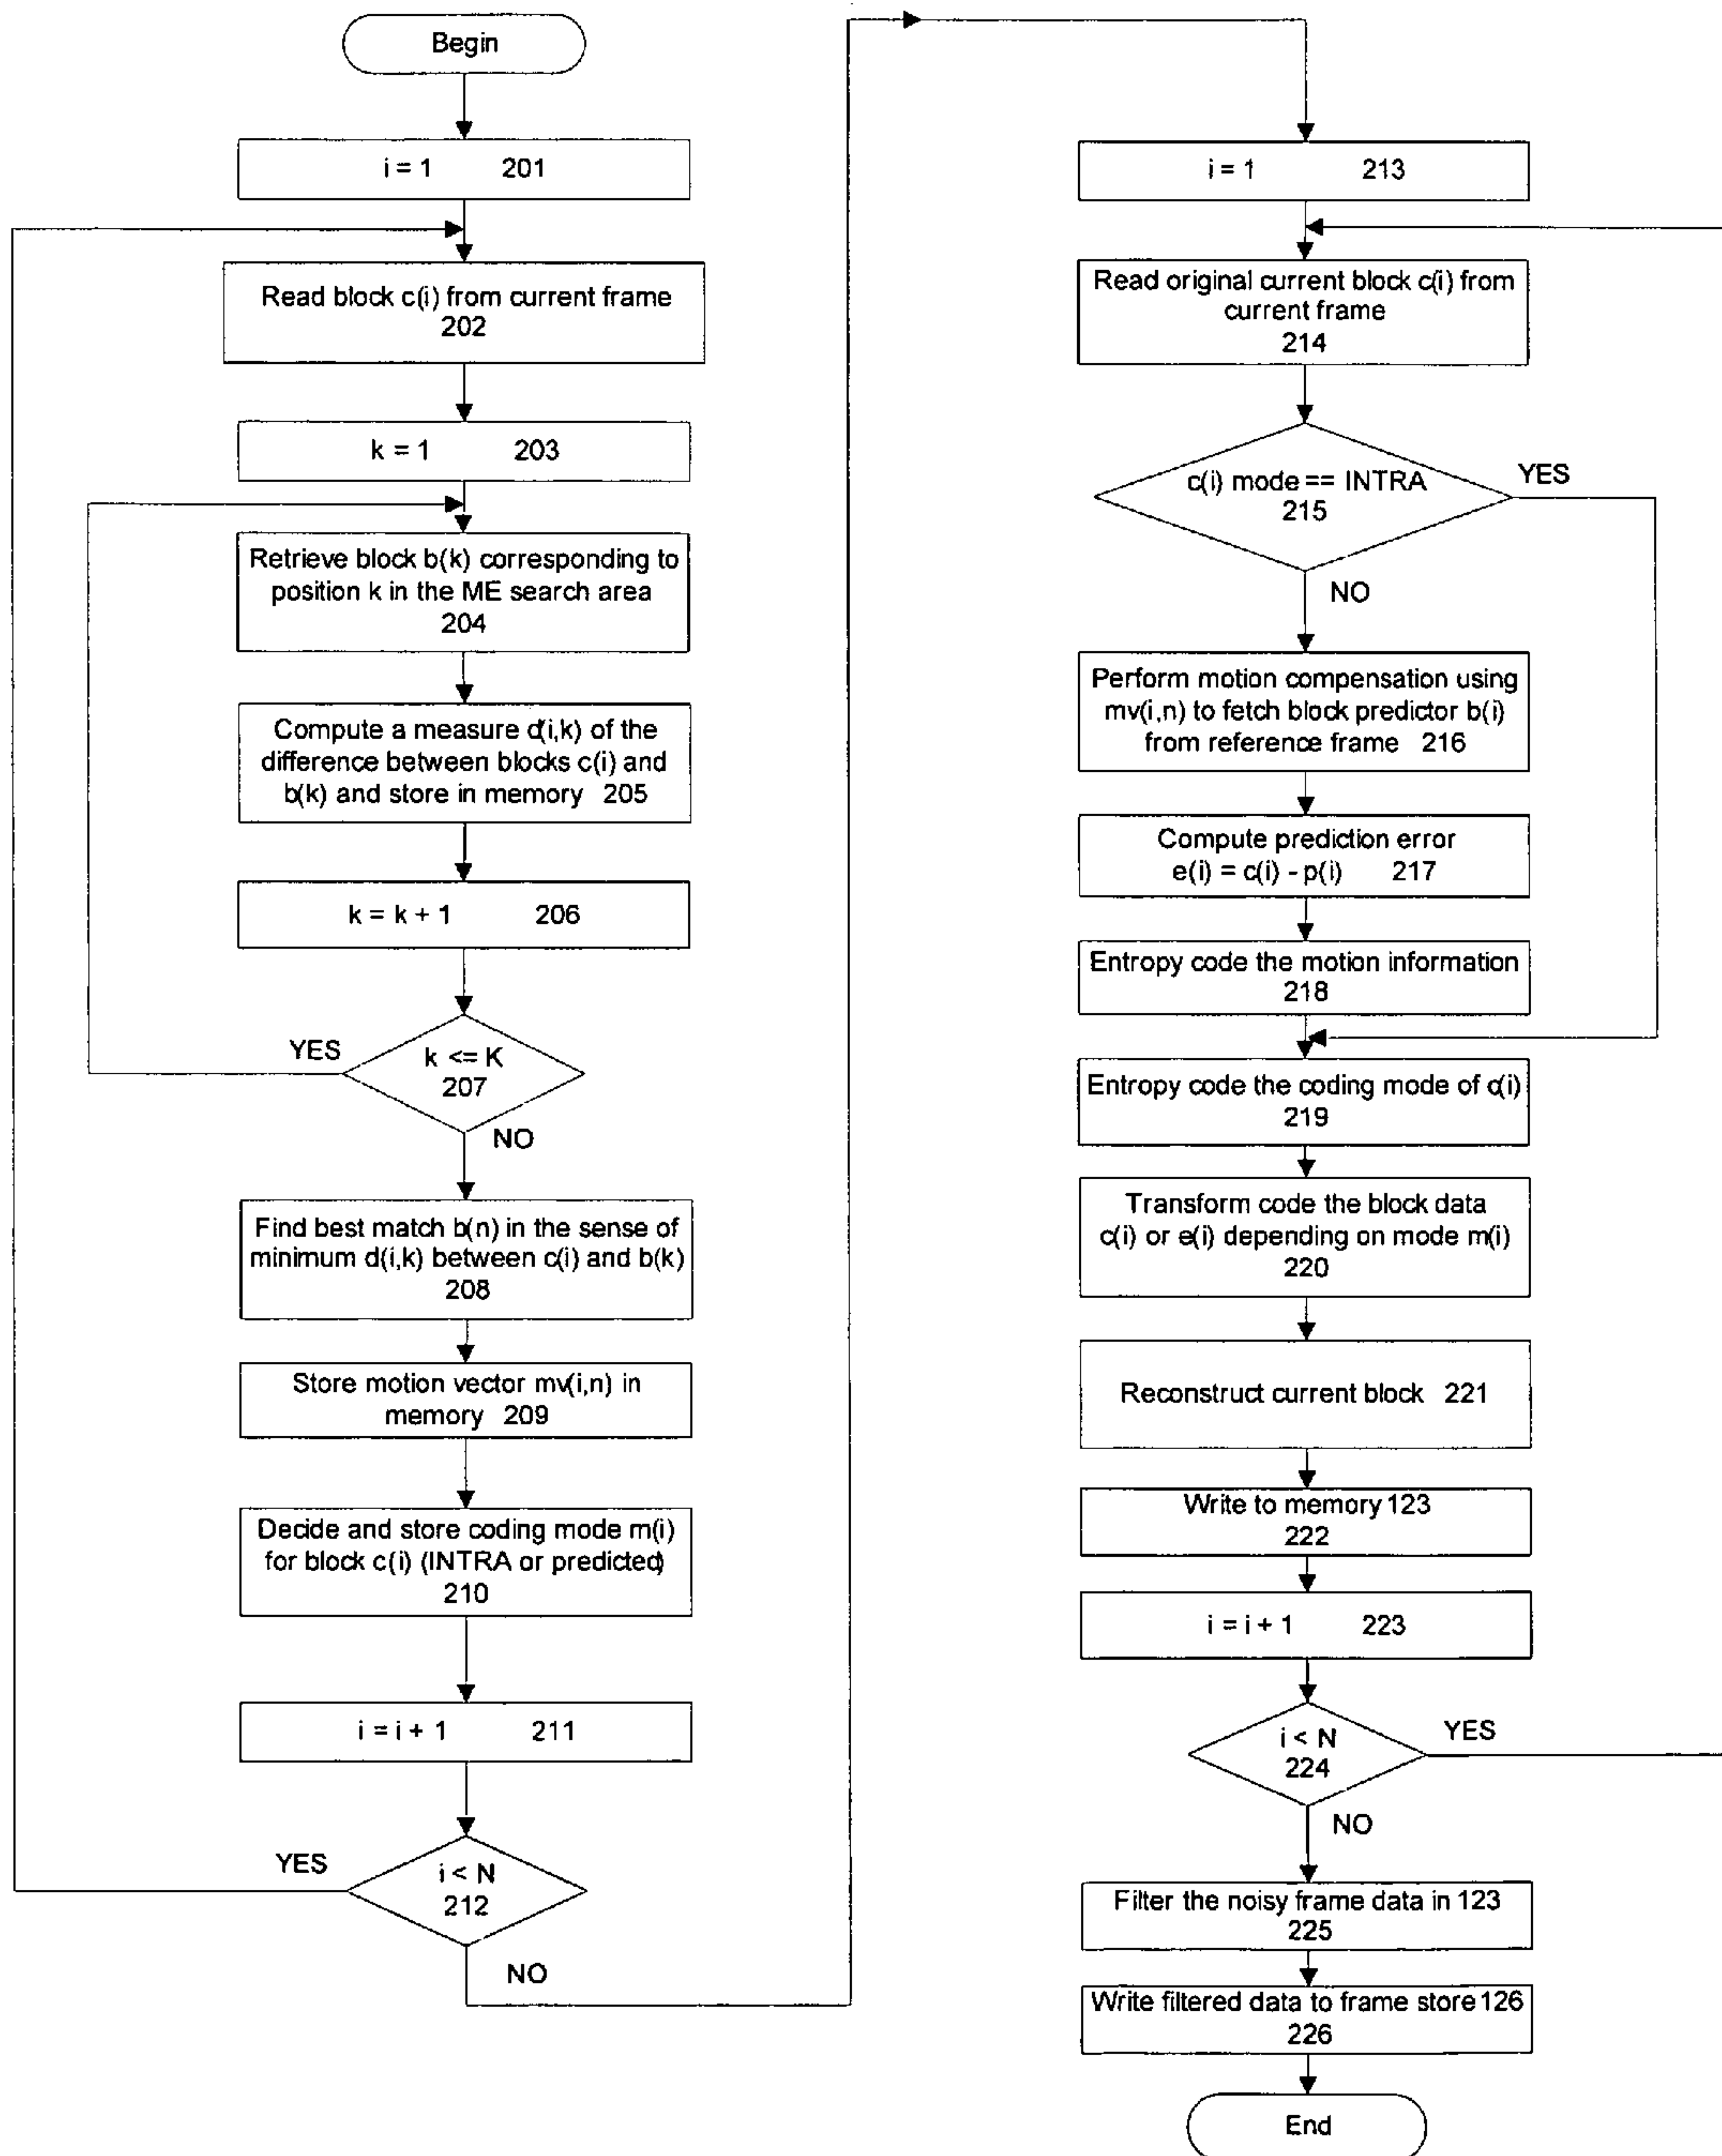 Begin
i = 1 201
Read block c(i) from current frame
202
k = 1 203
Retrieve block b(k) corresponding to
position k in the ME search area
204
Compute a measure d(i,k) of the
difference between blocks c(i) and
b(k) and store in memory 205
k = k + 1 206
YES
k <= K
207
NO
Find best match b(n) in the sense of
minimum d(i,k) between c(i) and b(k)
208
Store motion vector mv(i,n) in
memory 209
Decide and store coding mode m(i)
for block c(i) (INTRA or predicted)
210
i = i + 1 211
YES
i < N
212
NO
i = 1 213
Read original current block c(i) from
current frame
214
c(i) mode == INTRA
215
YES
NO
Perform motion compensation using
mv(i,n) to fetch block predictor b(i)
from reference frame 216
Compute prediction error
e(i) = c(i) - p(i) 217
Entropy code the motion information
218
Entropy code the coding mode of c(i)
219
Transform code the block data
c(i) or e(i) depending on mode m(i)
220
Reconstruct current block 221
Write to memory 123
222
i = i + 1 223
i < N
224
YES
NO
Filter the noisy frame data in 123
225
Write filtered data to frame store 126
226
End